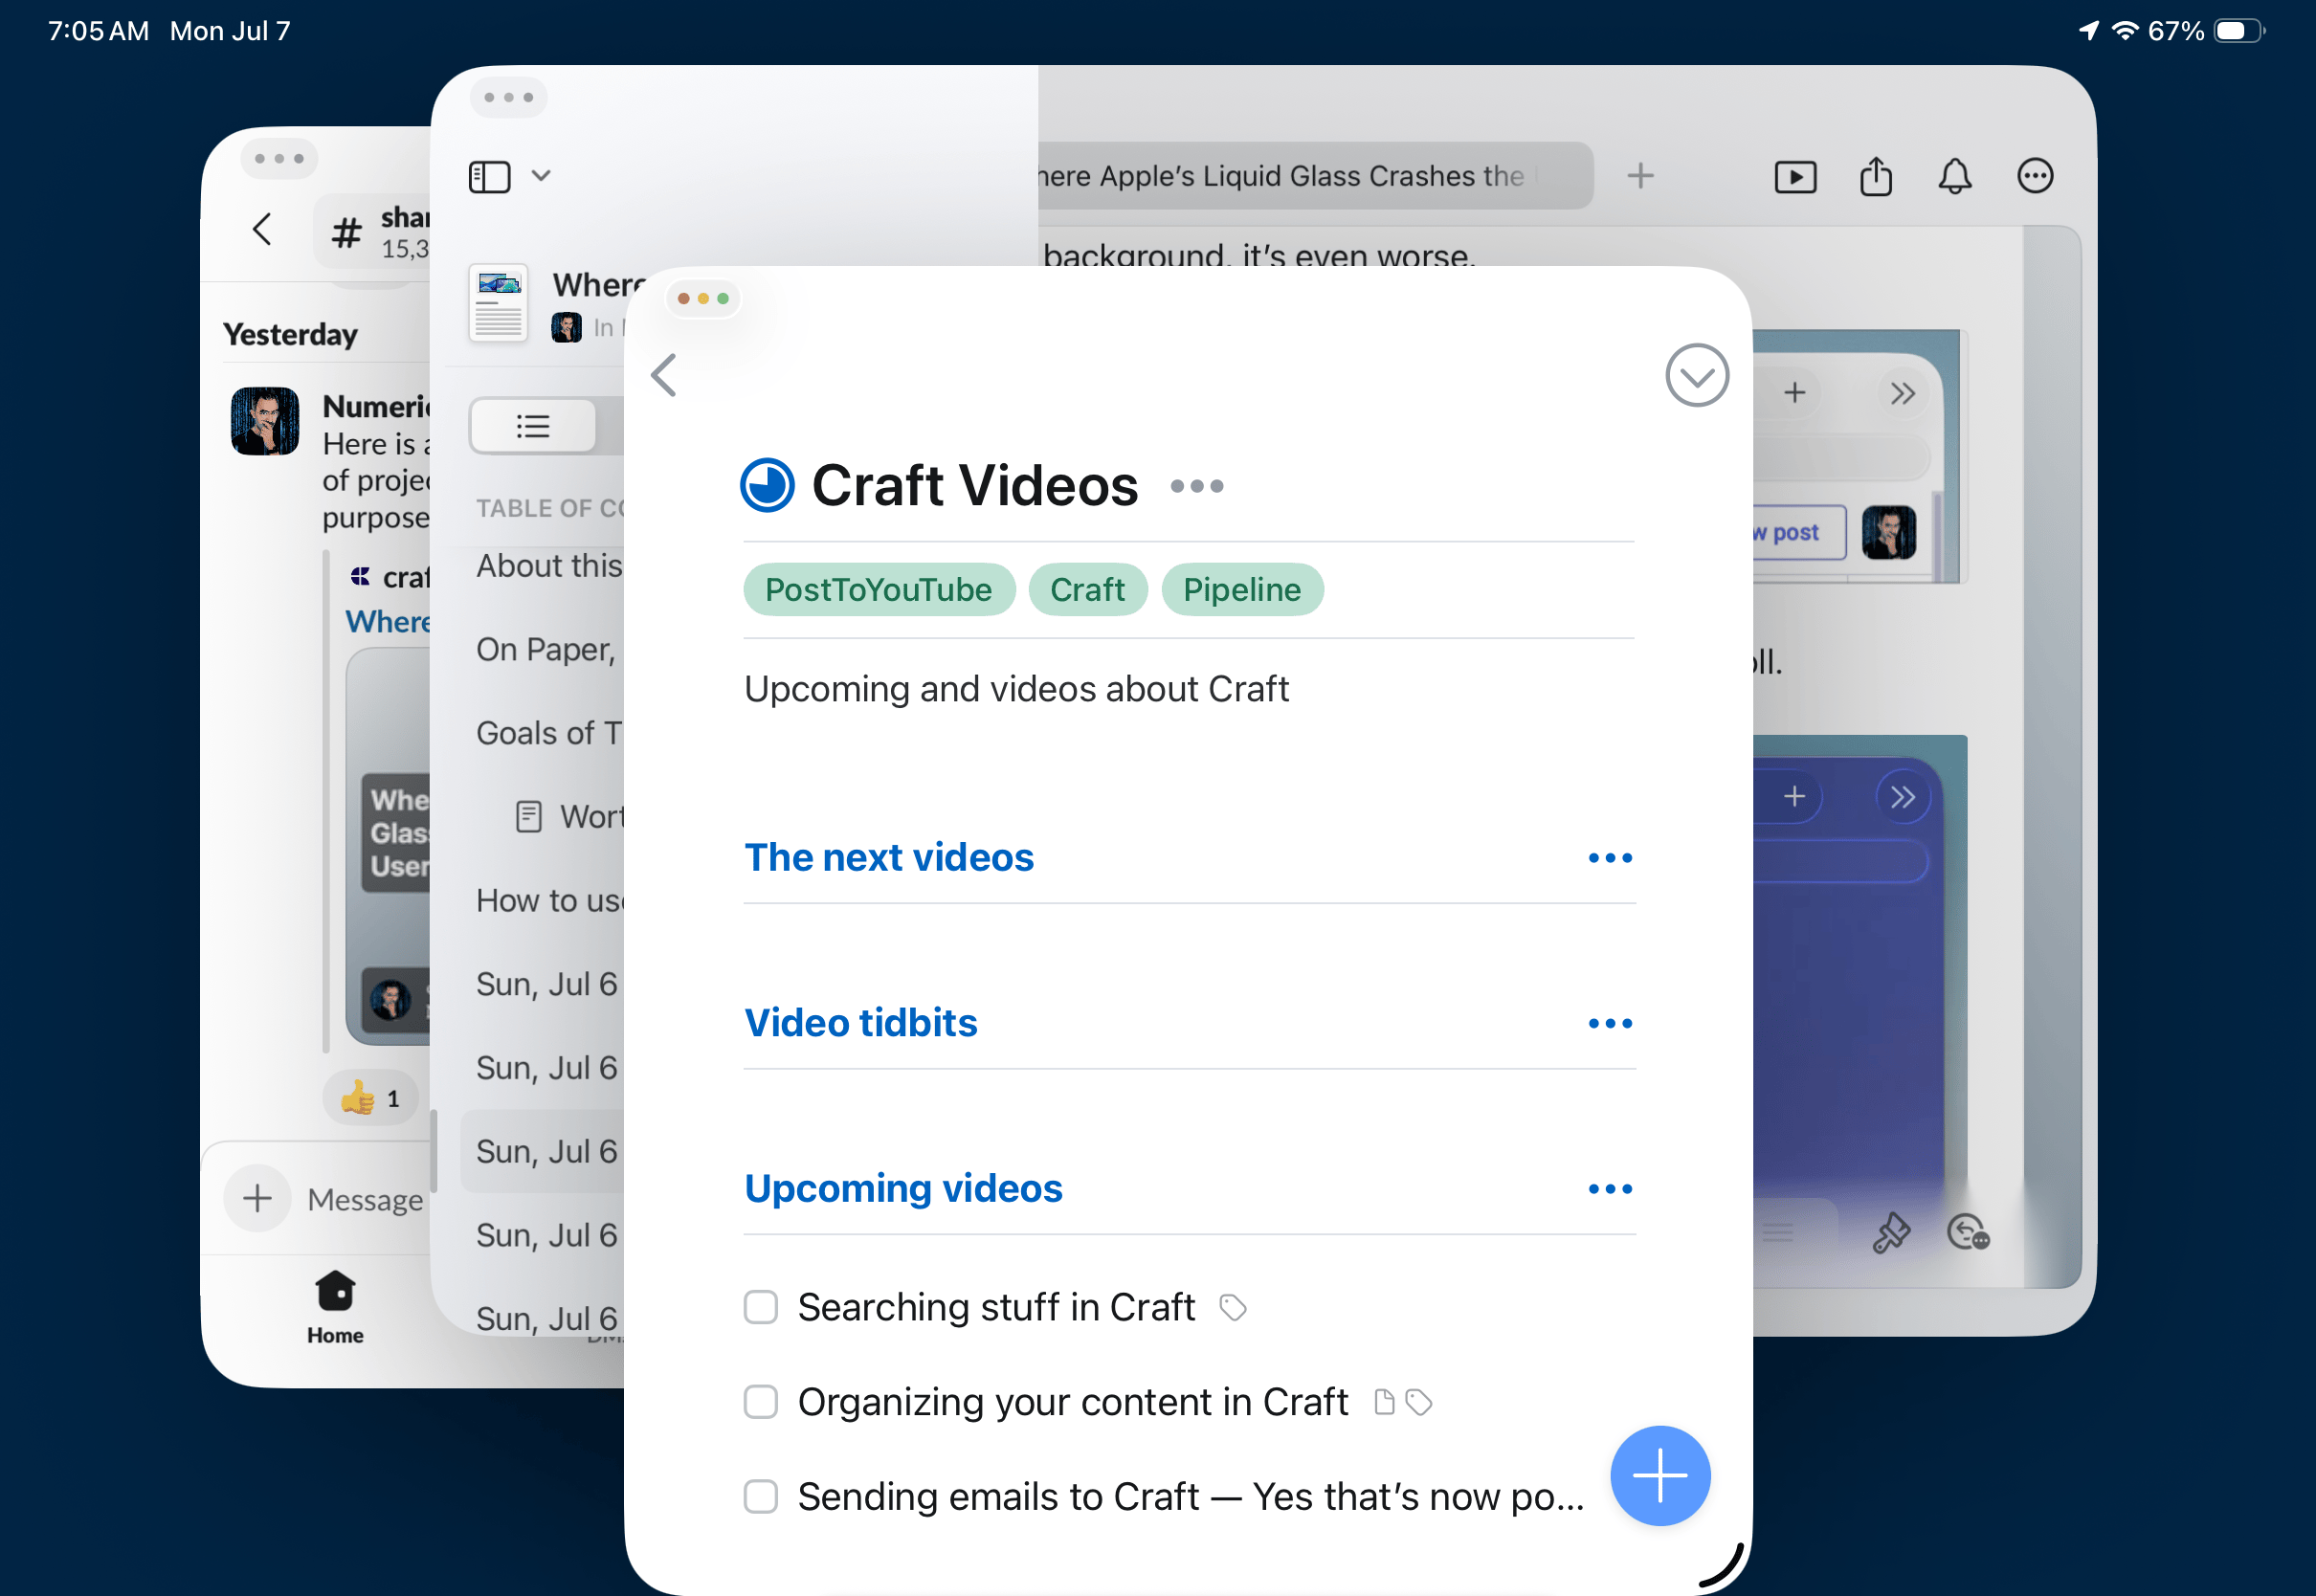 7:05 AM Mon Jul 7
67%
# shar
15,3
Yesterday
Numeric
Here is a
of projec
purpose
craf
Where
Whe
Glas
User
1
Message
Home
DM
Where
In
TABLE OF CO
About this
On Paper,
Goals of T
Wort
How to use
Sun, Jul 6
Sun, Jul 6
Sun, Jul 6
Sun, Jul 6
Sun, Jul 6
here Apple’s Liquid Glass Crashes the
background, it’s even worse.
w post
oll.
Craft Videos
PostToYouTube Craft Pipeline
Upcoming and videos about Craft
The next videos
Video tidbits
Upcoming videos
Searching stuff in Craft
Organizing your content in Craft
Sending emails to Craft — Yes that’s now po...